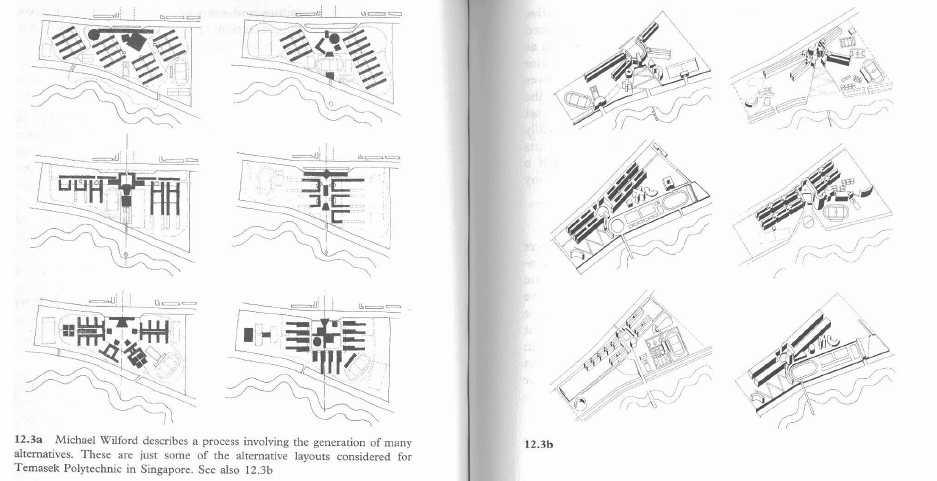 12.3a Michael Wilford describes a process involving the generation of many
alternatives. These are just some of the alternative layouts considered for
Temasek Polytechnic in Singapore. See also 12.3b
12.3b